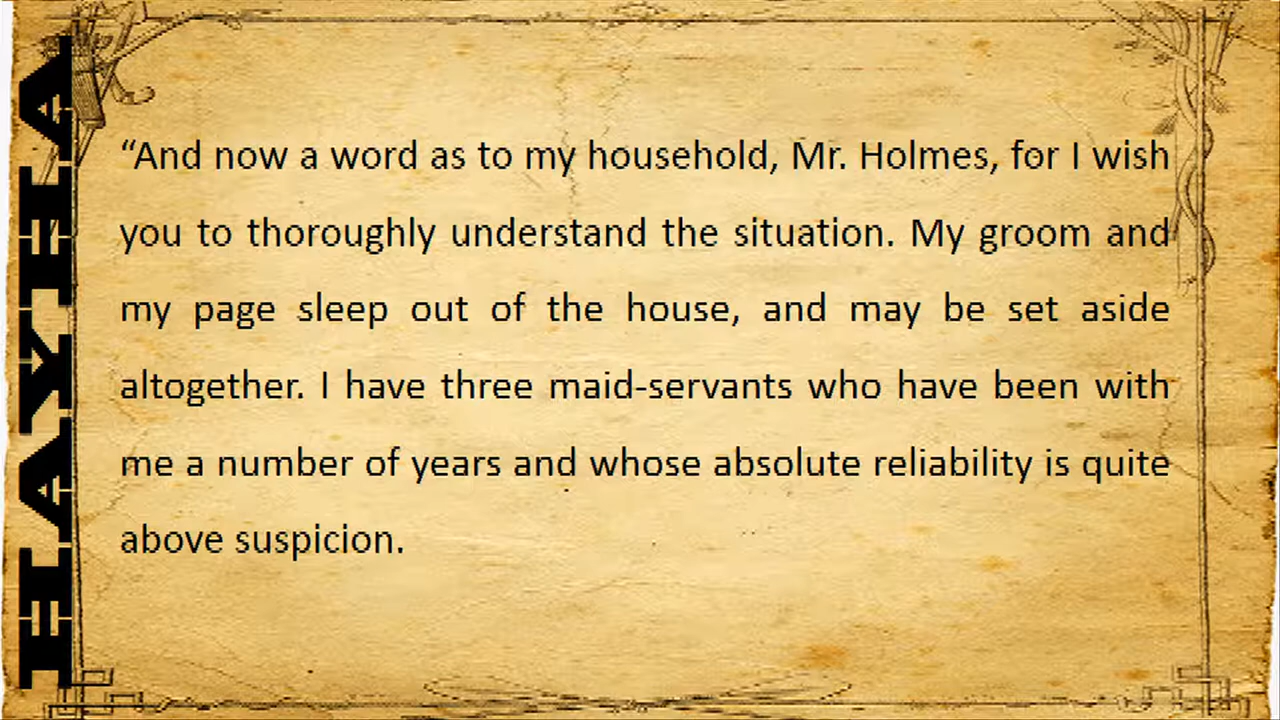 “And now a word as to my household, Mr. Holmes, for I wish
you to thoroughly understand the situation. My groom and
my page sleep out of the house, and may be set aside
altogether. I have three maid-servants who have been with
me a number of years and whose absolute reliability is quite
above suspicion.